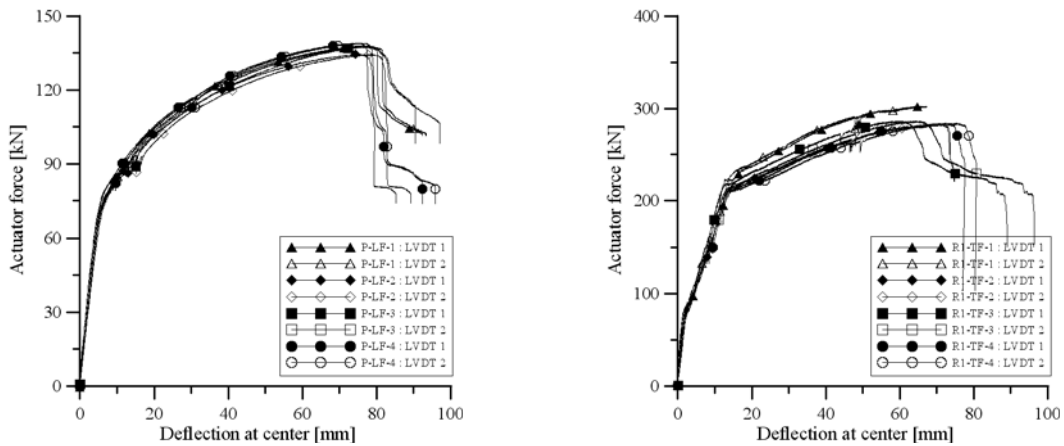 150
120
90
60
30
0
Actuator force [kN]
P-LF-1 : LVDT 1
P-LF-1 : LVDT 2
P-LF-2 : LVDT 1
P-LF-2 : LVDT 2
P-LF-3 : LVDT 1
P-LF-3 : LVDT 2
P-LF-4 : LVDT 1
P-LF-4 : LVDT 2
0 20 40 60 80 100
Deflection at center [mm]
400
300
200
100
0
Actuator force [kN]
R1-TF-1 : LVDT 1
R1-TF-1 : LVDT 2
R1-TF-2 : LVDT 1
R1-TF-2 : LVDT 2
R1-TF-3 : LVDT 1
R1-TF-3 : LVDT 2
R1-TF-4 : LVDT 1
R1-TF-4 : LVDT 2
0 20 40 60 80 100
Deflection at center [mm]